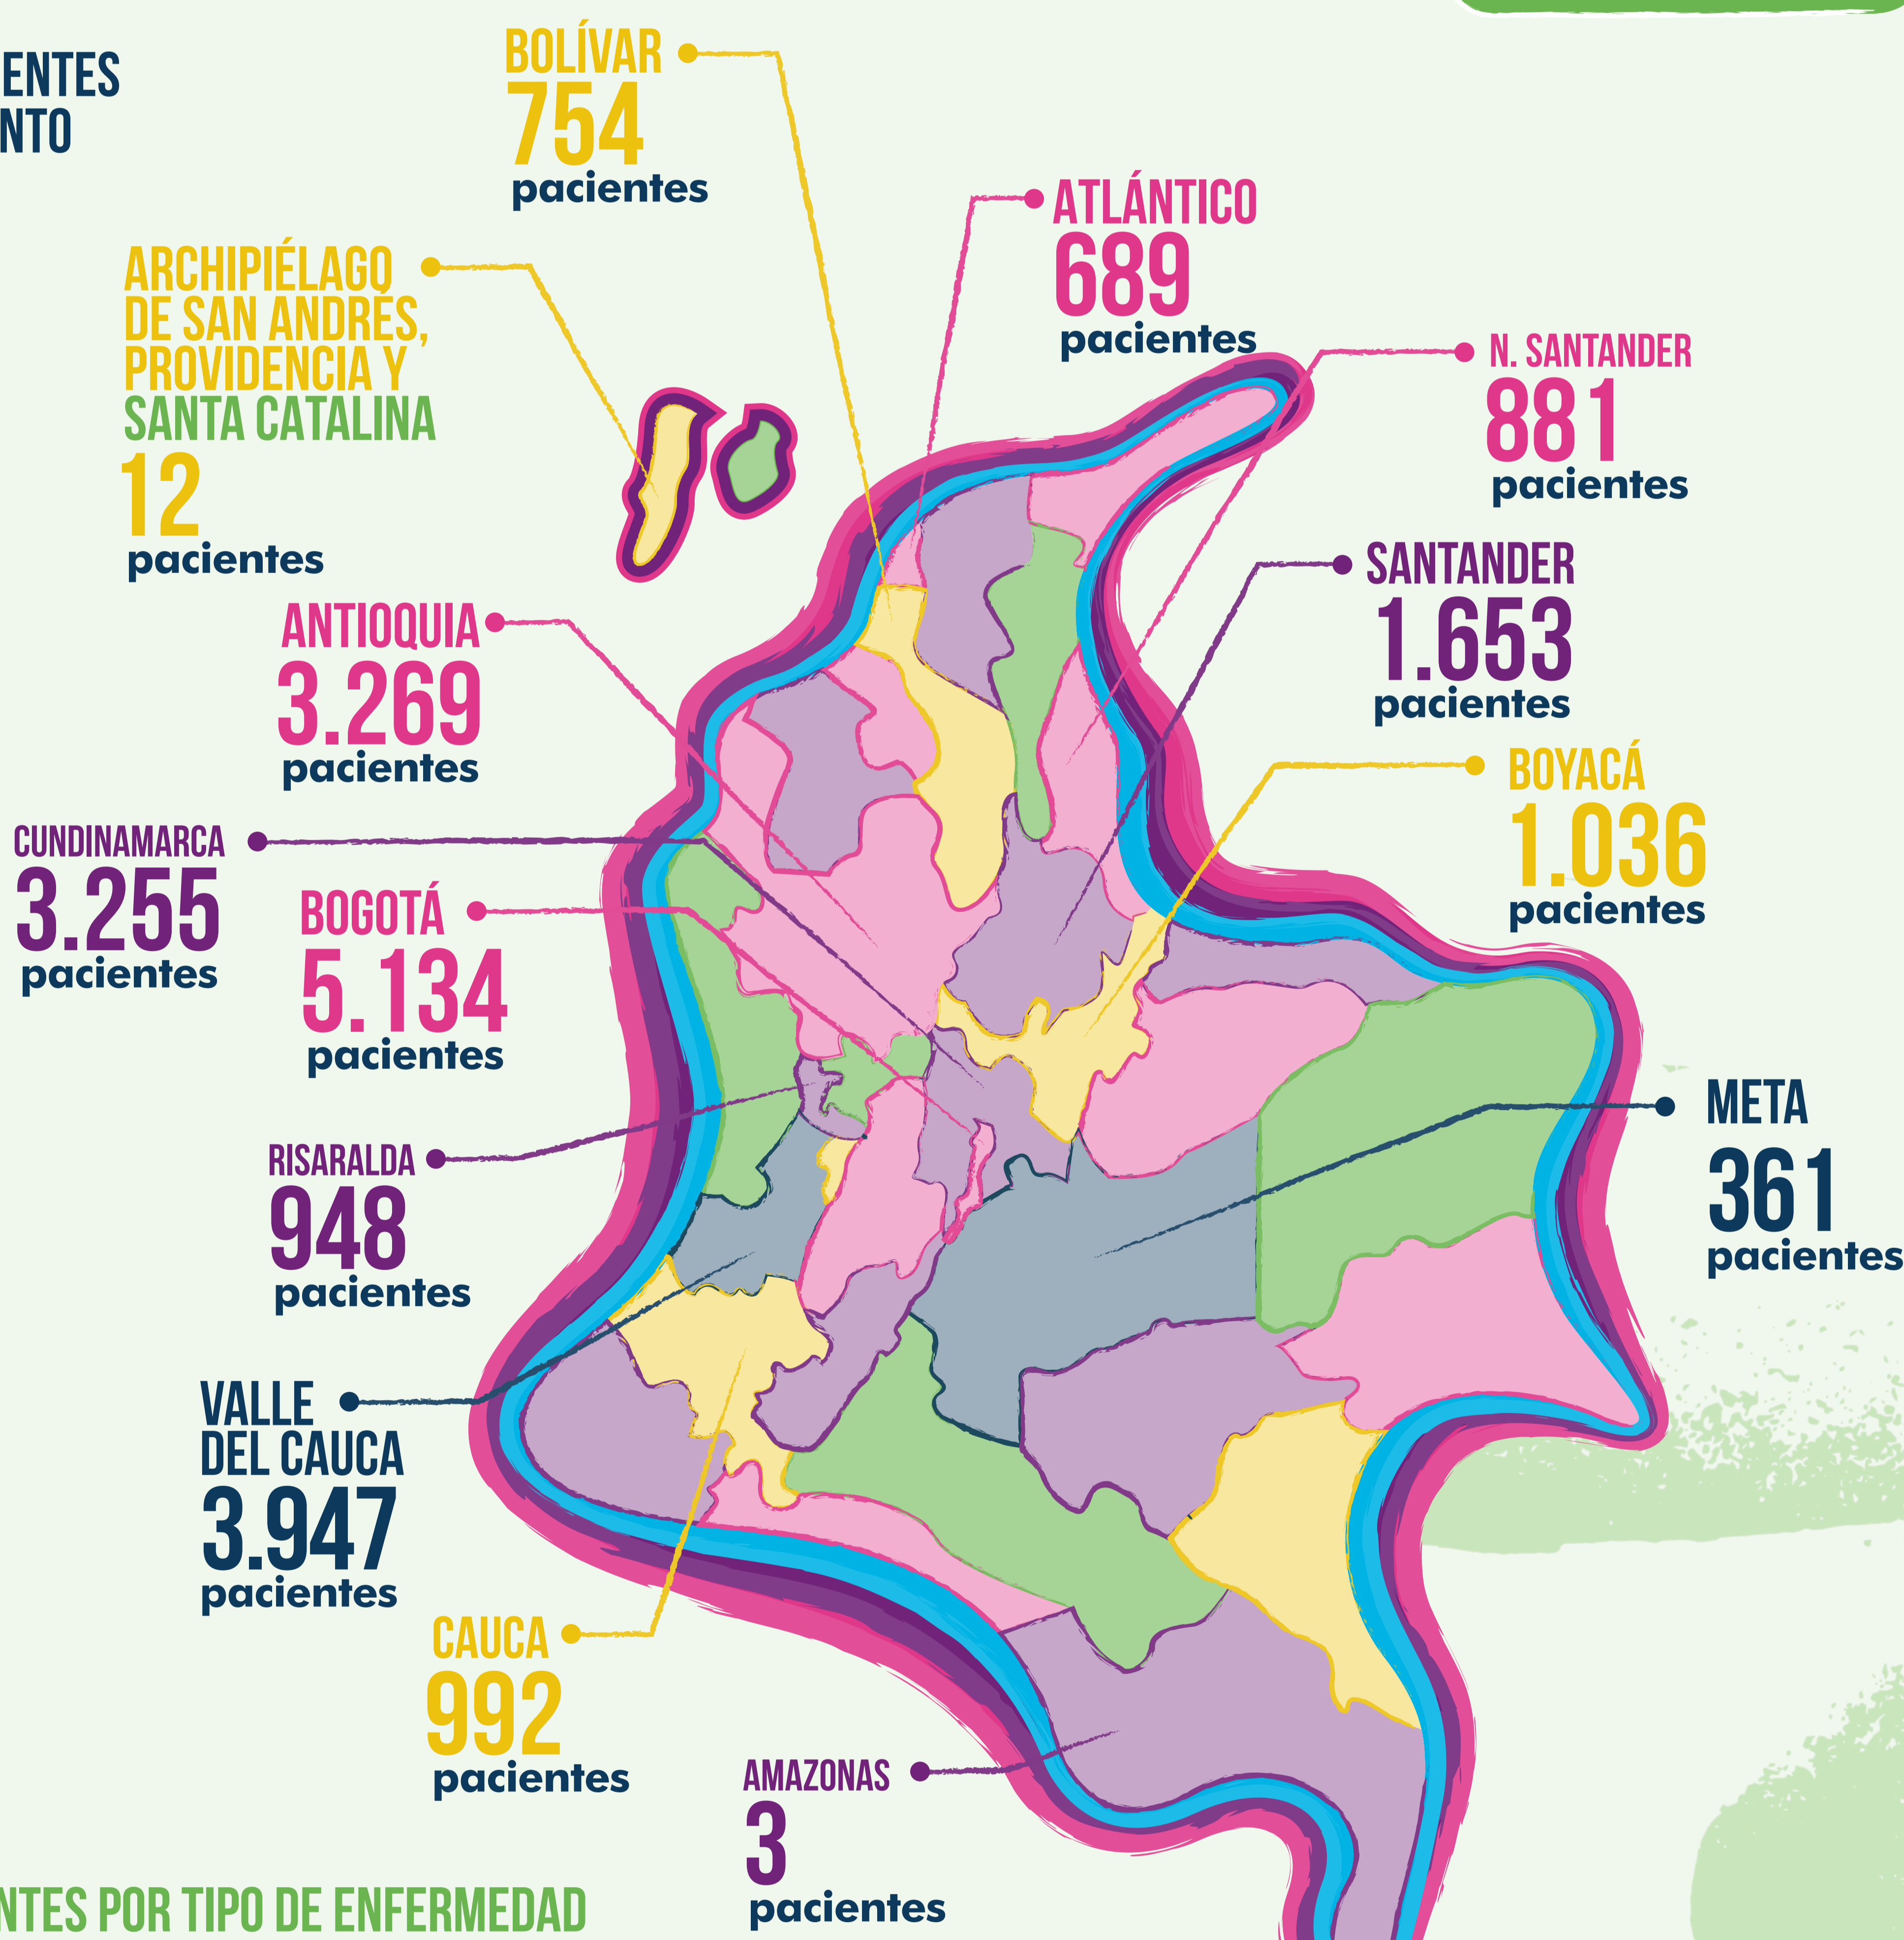 ENTES
NTO
BOLÍVAR
754
pacientes
ATLÁNTICO
689
pacientes
ARCHIPIÉLAGO
DE SAN ANDRÉS,
PROVIDENCIA Y
SANTA CATALINA
12
pacientes
N. SANTANDER
881
pacientes
SANTANDER
1.653
pacientes
ANTIOQUIA
3.269
pacientes
BOYACÁ
1.036
pacientes
CUNDINAMARCA
3.255
pacientes
BOGOTÁ
5.134
pacientes
META
361
pacientes
RISARALDA
948
pacientes
VALLE
DEL CAUCA
3.947
pacientes
CAUCA
992
pacientes
AMAZONAS
3
pacientes
NTES POR TIPO DE ENFERMEDAD